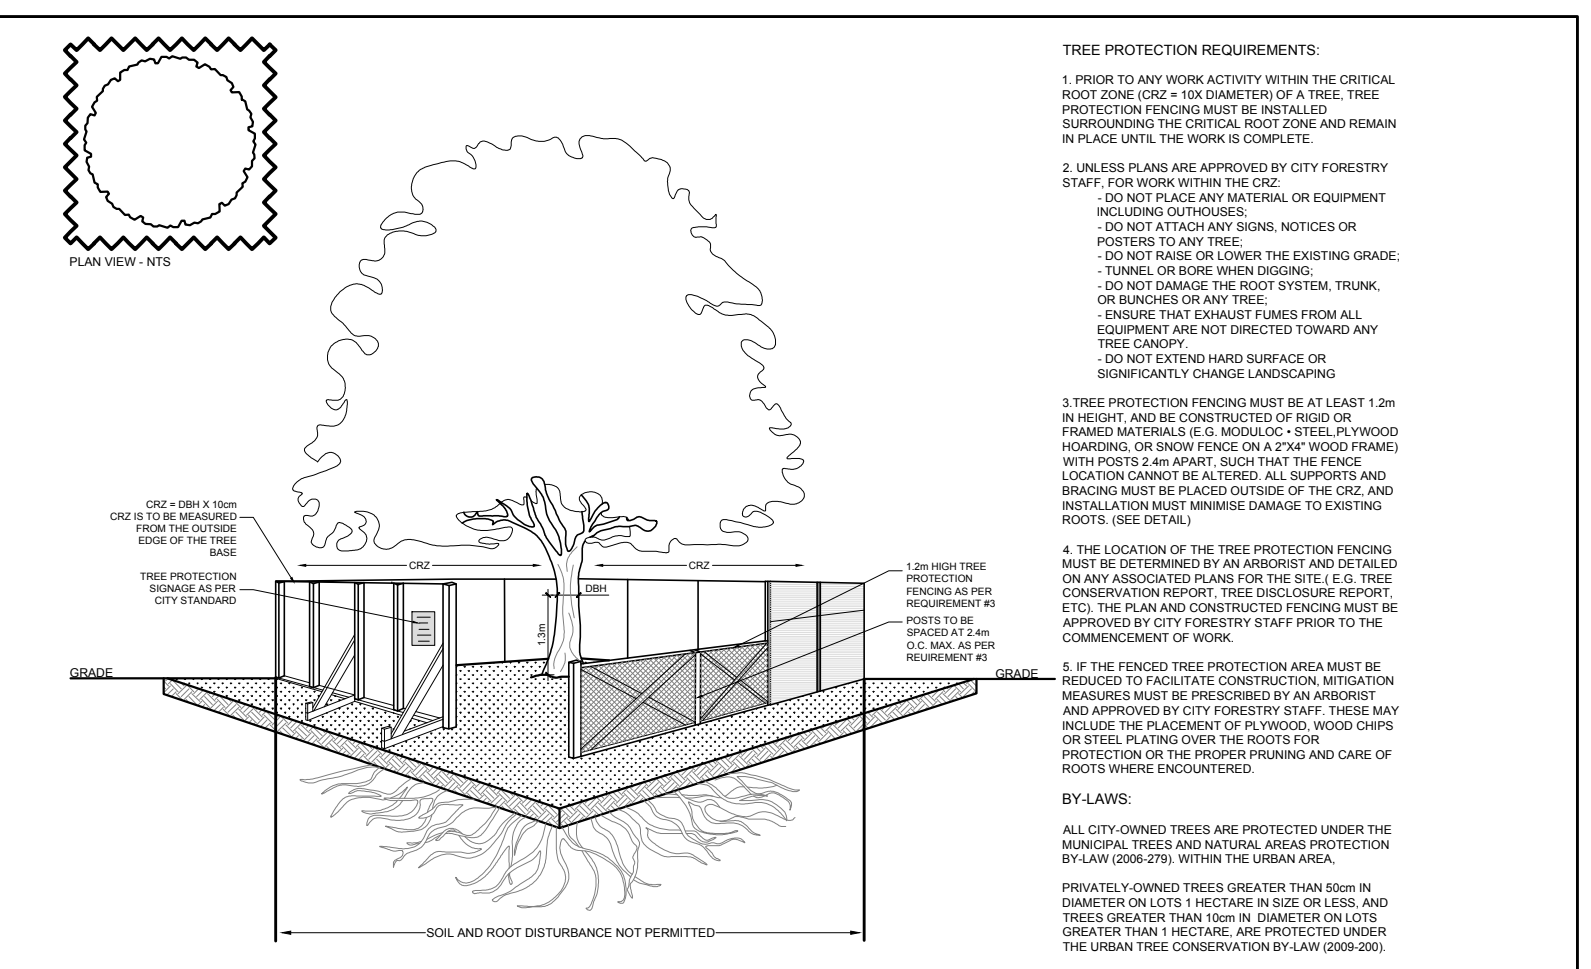 PLAN VIEW - NTS
CRZ = DBH X 10cm
CRZ IS TO BE MEASURED
FROM THE OUTSIDE
EDGE OF THE TREE
BASE
TREE PROTECTION
SIGNAGE AS PER
CITY STANDARD
CRZ
CRZ
DBH
1.3m
1.2m HIGH TREE
PROTECTION
FENCING AS PER
REQUIREMENT #3
POSTS TO BE
SPACED AT 2.4m
O.C. MAX. AS PER
REUIREMENT #3
GRADE
GRADE
SOIL AND ROOT DISTURBANCE NOT PERMITTED
TREE PROTECTION REQUIREMENTS:
1. PRIOR TO ANY WORK ACTIVITY WITHIN THE CRITICAL
ROOT ZONE (CRZ = 10X DIAMETER) OF A TREE, TREE
PROTECTION FENCING MUST BE INSTALLED
SURROUNDING THE CRITICAL ROOT ZONE AND REMAIN
IN PLACE UNTIL THE WORK IS COMPLETE.
2. UNLESS PLANS ARE APPROVED BY CITY FORESTRY
STAFF, FOR WORK WITHIN THE CRZ:
- DO NOT PLACE ANY MATERIAL OR EQUIPMENT
INCLUDING OUTHOUSES;
- DO NOT ATTACH ANY SIGNS, NOTICES OR
POSTERS TO ANY TREE;
- DO NOT RAISE OR LOWER THE EXISTING GRADE;
- TUNNEL OR BORE WHEN DIGGING;
- DO NOT DAMAGE THE ROOT SYSTEM, TRUNK,
OR BUNCHES OR ANY TREE;
- ENSURE THAT EXHAUST FUMES FROM ALL
EQUIPMENT ARE NOT DIRECTED TOWARD ANY
TREE CANOPY.
- DO NOT EXTEND HARD SURFACE OR
SIGNIFICANTLY CHANGE LANDSCAPING
3.TREE PROTECTION FENCING MUST BE AT LEAST 1.2m
IN HEIGHT, AND BE CONSTRUCTED OF RIGID OR
FRAMED MATERIALS (E.G. MODULOC • STEEL,PLYWOOD
HOARDING, OR SNOW FENCE ON A 2"X4" WOOD FRAME)
WITH POSTS 2.4m APART, SUCH THAT THE FENCE
LOCATION CANNOT BE ALTERED. ALL SUPPORTS AND
BRACING MUST BE PLACED OUTSIDE OF THE CRZ, AND
INSTALLATION MUST MINIMISE DAMAGE TO EXISTING
ROOTS. (SEE DETAIL)
4. THE LOCATION OF THE TREE PROTECTION FENCING
MUST BE DETERMINED BY AN ARBORIST AND DETAILED
ON ANY ASSOCIATED PLANS FOR THE SITE.( E.G. TREE
CONSERVATION REPORT, TREE DISCLOSURE REPORT,
ETC). THE PLAN AND CONSTRUCTED FENCING MUST BE
APPROVED BY CITY FORESTRY STAFF PRIOR TO THE
COMMENCEMENT OF WORK.
5. IF THE FENCED TREE PROTECTION AREA MUST BE
REDUCED TO FACILITATE CONSTRUCTION, MITIGATION
MEASURES MUST BE PRESCRIBED BY AN ARBORIST
AND APPROVED BY CITY FORESTRY STAFF. THESE MAY
INCLUDE THE PLACEMENT OF PLYWOOD, WOOD CHIPS
OR STEEL PLATING OVER THE ROOTS FOR
PROTECTION OR THE PROPER PRUNING AND CARE OF
ROOTS WHERE ENCOUNTERED.
BY-LAWS:
ALL CITY-OWNED TREES ARE PROTECTED UNDER THE
MUNICIPAL TREES AND NATURAL AREAS PROTECTION
BY-LAW (2006-279). WITHIN THE URBAN AREA,
PRIVATELY-OWNED TREES GREATER THAN 50cm IN
DIAMETER ON LOTS 1 HECTARE IN SIZE OR LESS, AND
TREES GREATER THAN 10cm IN DIAMETER ON LOTS
GREATER THAN 1 HECTARE, ARE PROTECTED UNDER
THE URBAN TREE CONSERVATION BY-LAW (2009-200).